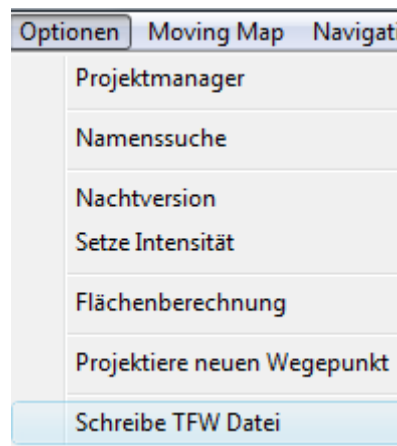 Optionen Moving Map Navigati
Projektmanager
Namenssuche
Nachtversion
Setze Intensität
Flächenberechnung
Projektiere neuen Wegepunkt
Schreibe TFW Datei